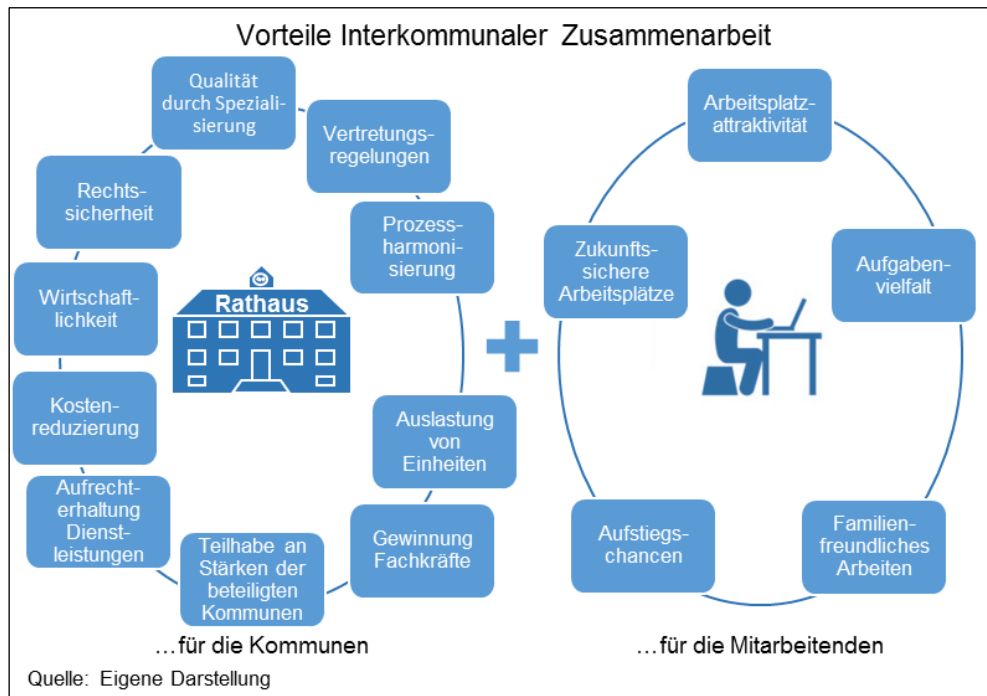 Vorteile Interkommunaler Zusammenarbeit
Qualität
durch Speziali-
sierung
Vertretungs-
regelungen
Prozess-
harmoni-
sierung
Auslastung
von
Einheiten
Gewinnung
Fachkräfte
Teilhabe an
Stärken der
beteiligten
Kommunen
Aufrecht-
erhaltung
Dienst-
leistungen
Kosten-
reduzierung
Wirtschaft-
lichkeit
Rechts-
sicherheit
Rathaus
…für die Kommunen
Arbeitsplatz-
attraktivität
Aufgaben-
vielfalt
Familien-
freundliches
Arbeiten
Aufstiegs-
chancen
Zukunfts-
sichere
Arbeitsplätze
…für die Mitarbeitenden
Quelle: Eigene Darstellung